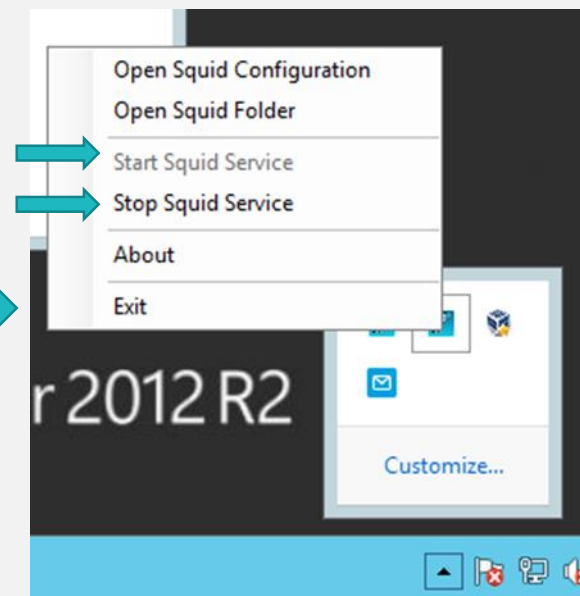 Open Squid Configuration
Open Squid Folder
Start Squid Service
Stop Squid Service
About
Exit
r 2012 R2
Customize...